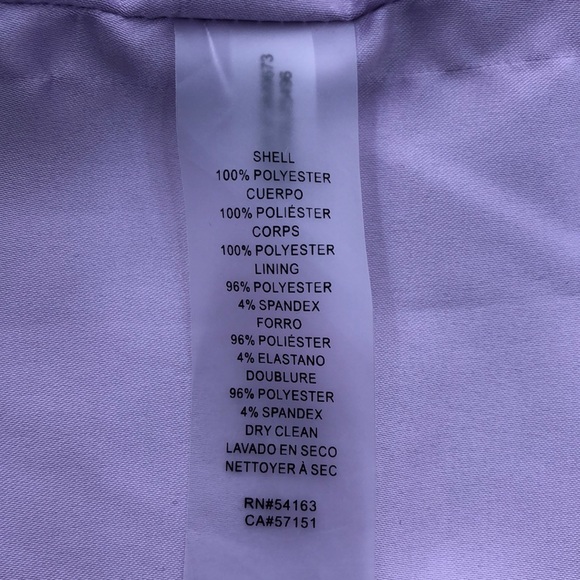 SHELL
100% POLYESTER
CUERPO
100% POLIÉSTER
CORPS
100% POLYESTER
LINING
96% POLYESTER
4% SPANDEX
FORRO
96% POLIÉSTER
4% ELASTANO
DOUBLURE
96% POLYESTER
4% SPANDEX
DRY CLEAN
LAVADO EN SECO
NETTOYER À SEC
RN#54163
CA#57151